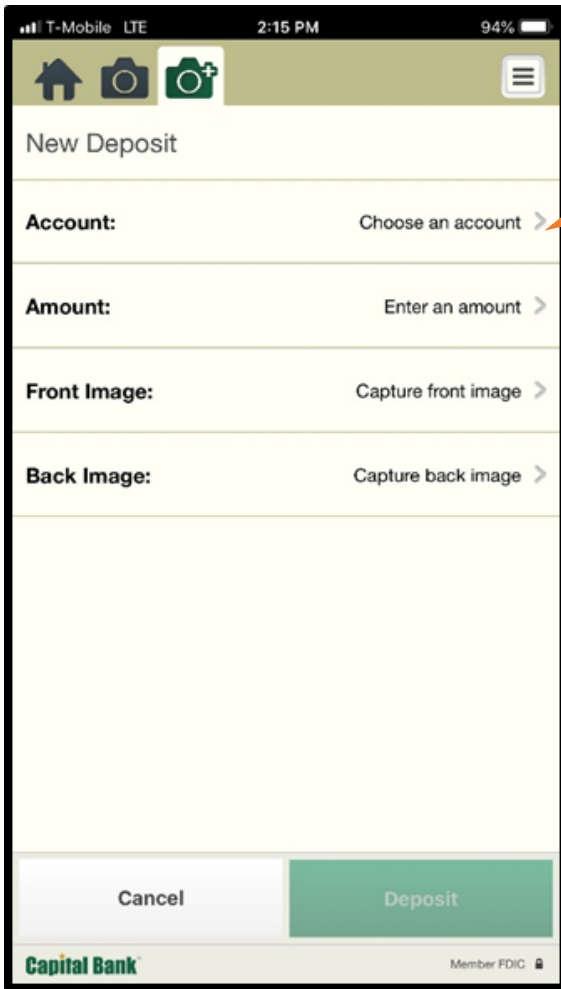 T-Mobile LTE 2:15 PM 94%
New Deposit
Account: Choose an account
Amount: Enter an amount
Front Image: Capture front image
Back Image: Capture back image
Cancel Deposit
Capital Bank Member FDIC